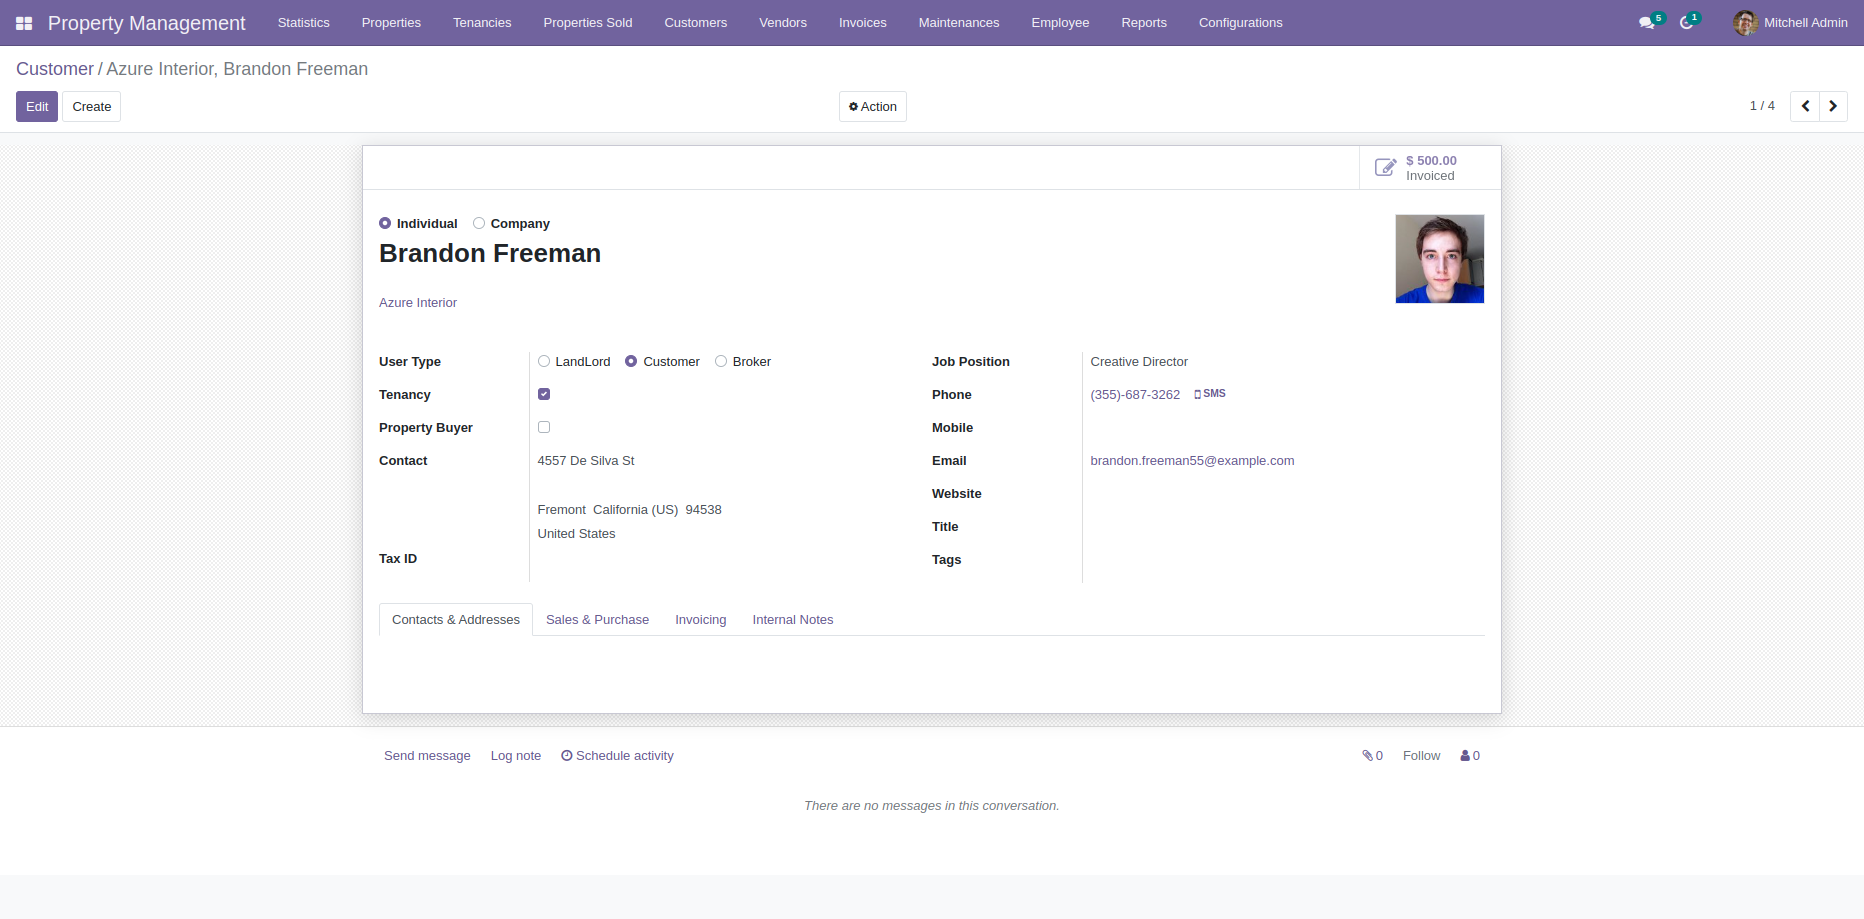 Property Management Statistics Properties Tenancies Properties Sold Customers Vendors Invoices Maintenances Employee Reports Configurations 5 1 Mitchell Admin
Customer / Azure Interior, Brandon Freeman
Edit Create Action 1 / 4
$ 500.00
Invoiced
Individual Company
Brandon Freeman
Azure Interior
User Type LandLord Customer Broker
Tenancy
Property Buyer
Contact 4557 De Silva St
Fremont California (US) 94538
United States
Tax ID
Job Position Creative Director
Phone (355)-687-3262 SMS
Mobile
Email brandon.freeman55@example.com
Website
Title
Tags
Contacts & Addresses Sales & Purchase Invoicing Internal Notes
Send message Log note Schedule activity 0 Follow 0
There are no messages in this conversation.